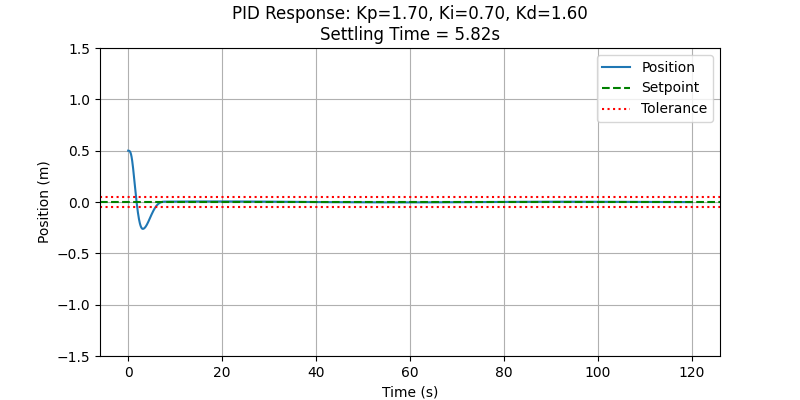 PID Response: Kp=1.70, Ki=0.70, Kd=1.60
Settling Time = 5.82s
Position (m)
1.5
1.0
0.5
0.0
−0.5
−1.0
−1.5
Position
Setpoint
Tolerance
0 20 40 60 80 100 120
Time (s)